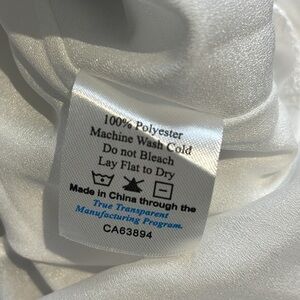 100% Polyester
Machine Wash Cold
Do not Bleach
Lay Flat to Dry
Made in China through the
True Transparent
Manufacturing Program.
CA63894